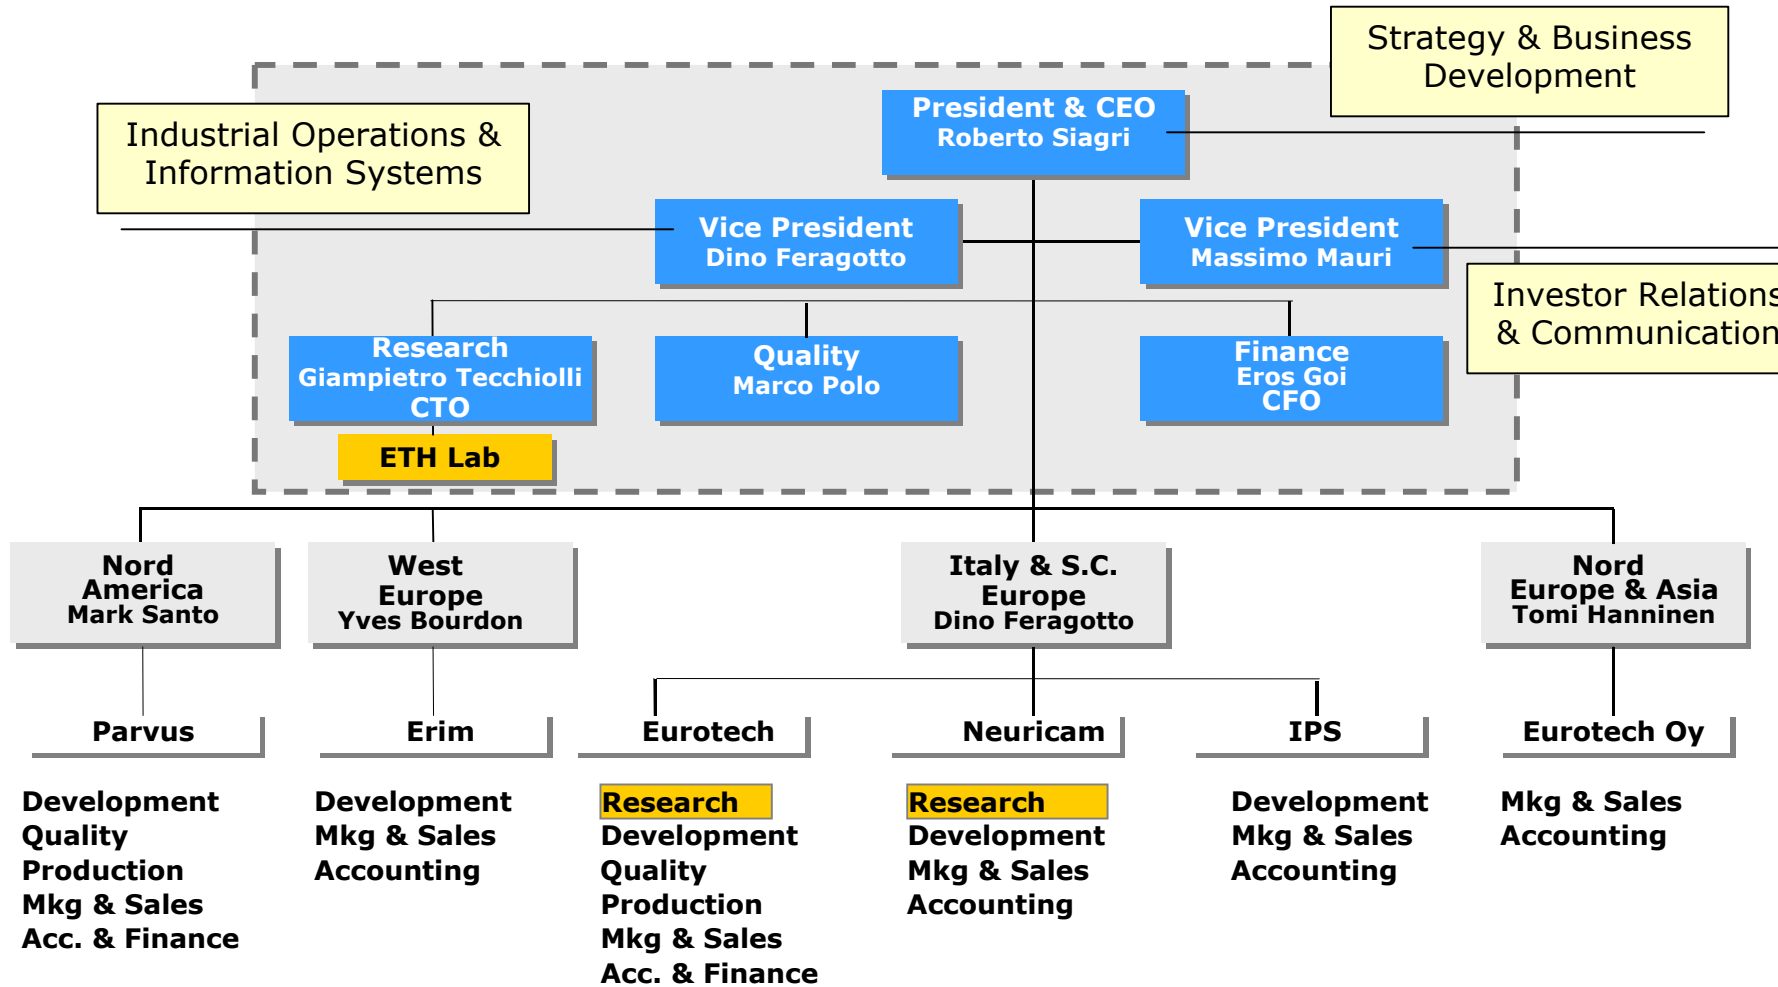 Strategy & Business
Development
President & CEO
Roberto Siagri
Industrial Operations &
Information Systems
Vice President
Dino Feragotto
Vice President
Massimo Mauri
Investor Relations
& Communication
Research
Giampietro Tecchiolli
CTO
Quality
Marco Polo
Finance
Eros Goi
CFO
ETH Lab
Nord
America
Mark Santo
West
Europe
Yves Bourdon
Italy & S.C.
Europe
Dino Feragotto
Nord
Europe & Asia
Tomi Hanninen
Parvus
Erim
Eurotech
Neuricam
IPS
Eurotech Oy
Development
Quality
Production
Mkg & Sales
Acc. & Finance
Development
Mkg & Sales
Accounting
Research
Development
Quality
Production
Mkg & Sales
Acc. & Finance
Research
Development
Mkg & Sales
Accounting
Development
Mkg & Sales
Accounting
Mkg & Sales
Accounting